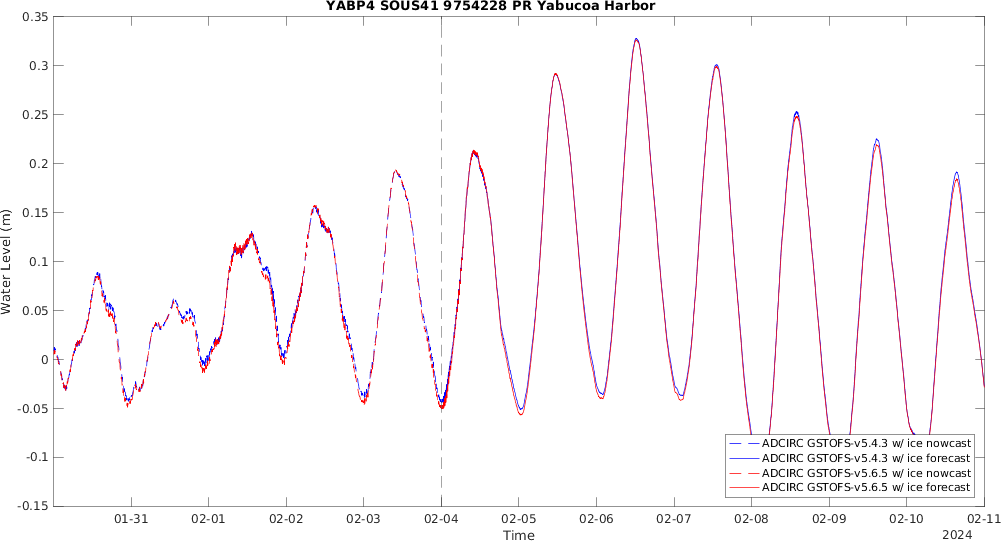 YABP4 SOUS41 9754228 PR Yabucoa Harbor
Water Level (m)
0.35
0.3
0.25
0.2
0.15
0.1
0.05
0
-0.05
-0.1
-0.15
ADCIRC GSTOFS-v5.4.3 w/ ice nowcast
ADCIRC GSTOFS-v5.4.3 w/ ice forecast
ADCIRC GSTOFS-v5.6.5 w/ ice nowcast
ADCIRC GSTOFS-v5.6.5 w/ ice forecast
01-31 02-01 02-02 02-03 02-04 02-05 02-06 02-07 02-08 02-09 02-10 02-11
Time
2024